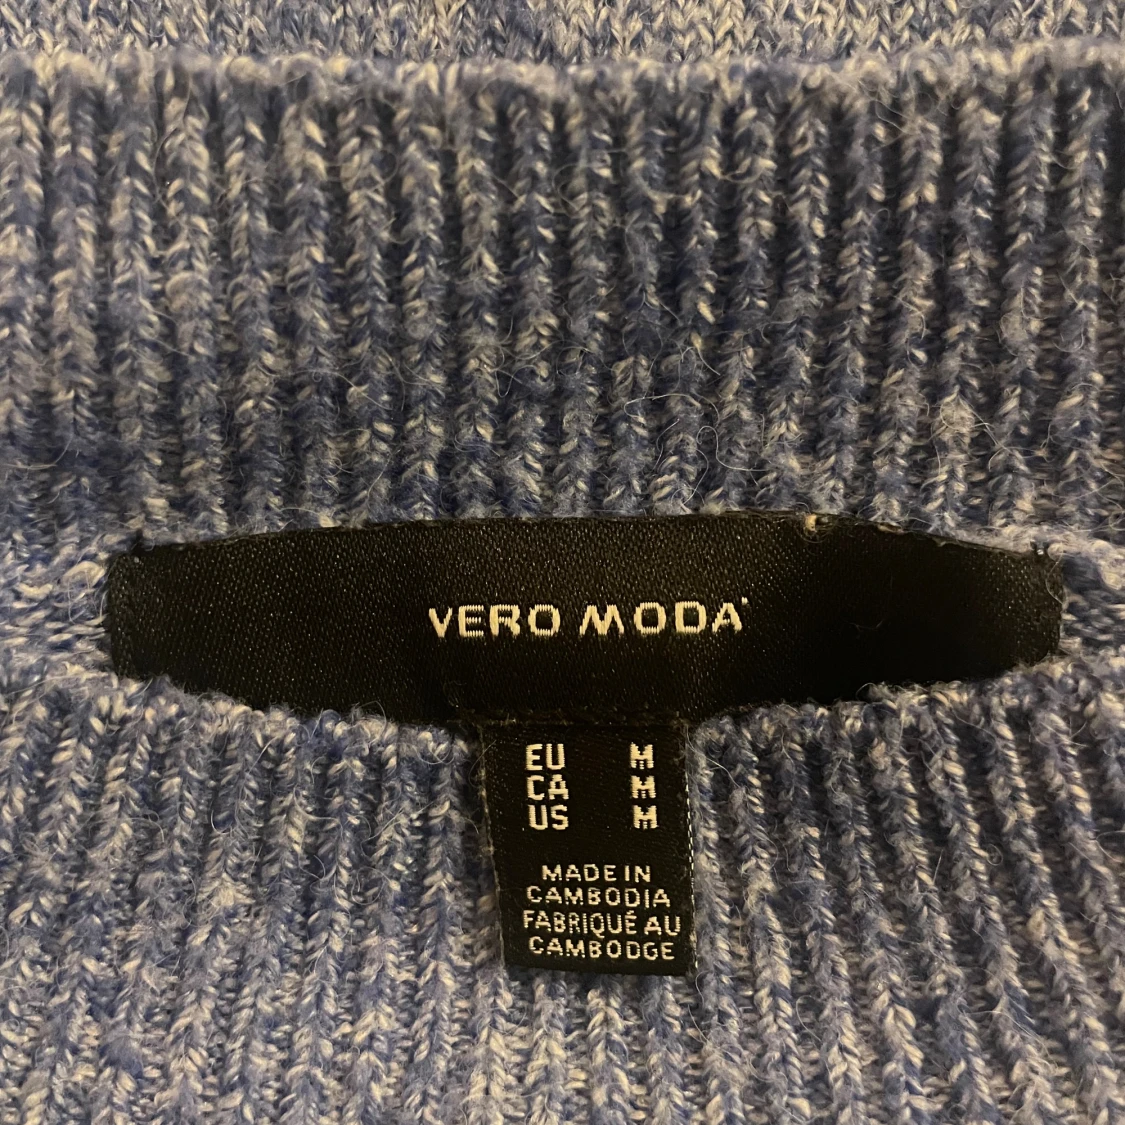 VERO MODA
EU M
CA M
US M
MADE IN
CAMBODIA
FABRIQUÉ AU
CAMBODGE